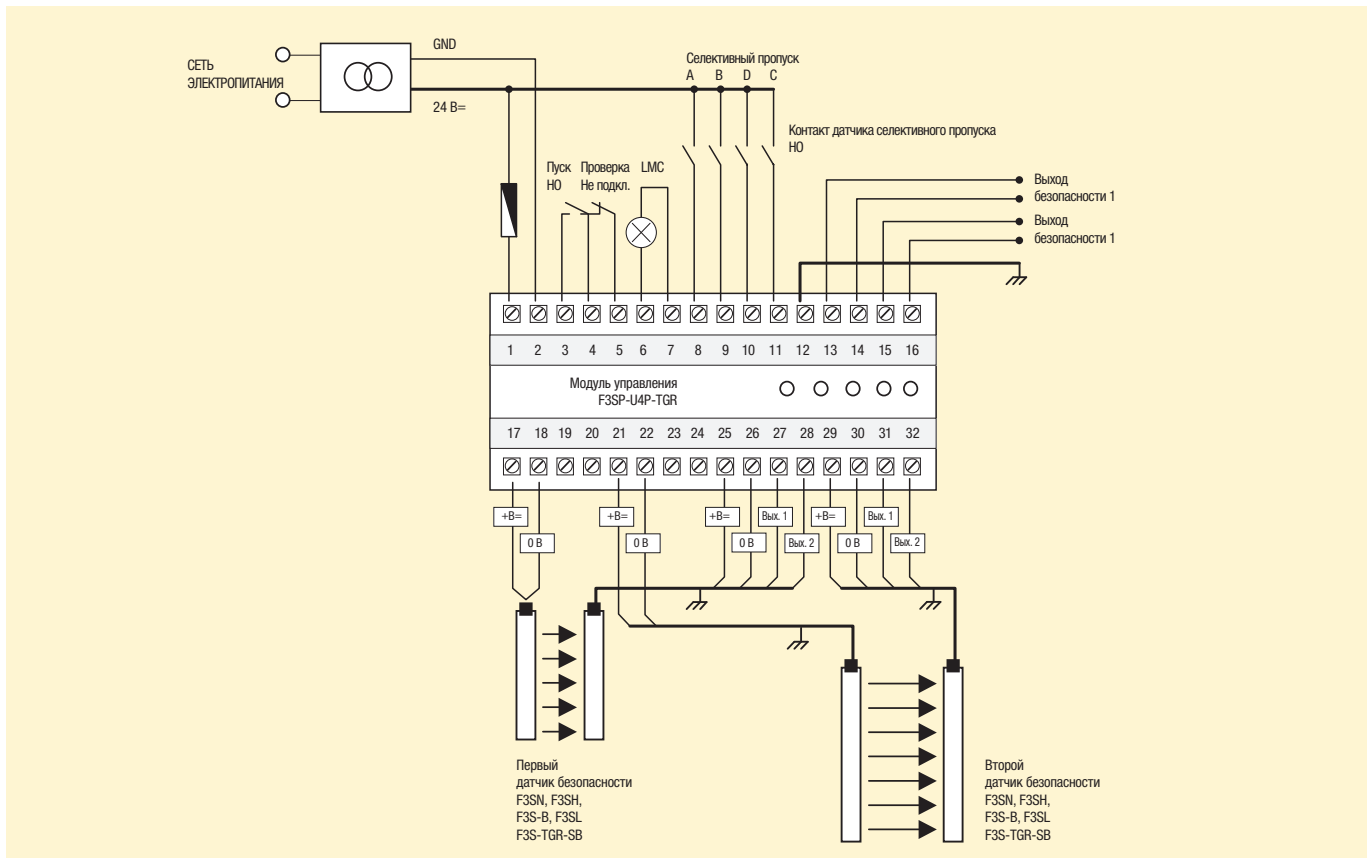 GND
СЕТЬ
ЭЛЕКТРОПИТАНИЯ
24 В=
Селективный пропуск
A B D C
Контакт датчика селективного пропуска
НО
Пуск Проверка LMC
НО Не подкл.
Выход
безопасности 1
Выход
безопасности 1
1 2 3 4 5 6 7 8 9 10 11 12 13 14 15 16
Модуль управления
F3SP-U4P-TGR
17 18 19 20 21 22 23 24 25 26 27 28 29 30 31 32
+В= +В= +В= Вых. 1 +В= Вых. 1
0 В 0 В 0 В Вых. 2 0 В Вых. 2
Первый
датчик безопасности
F3SN, F3SH,
F3S-B, F3SL
F3S-TGR-SB
Второй
датчик безопасности
F3SN, F3SH,
F3S-B, F3SL
F3S-TGR-SB